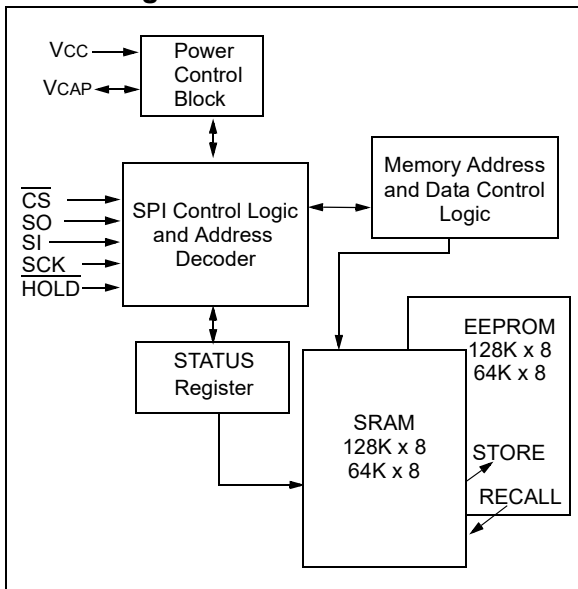 VCC
VCAP
Power
Control
Block
CS
SO
SI
SCK
HOLD
SPI Control Logic
and Address
Decoder
Memory Address
and Data Control
Logic
STATUS
Register
EEPROM
128K x 8
64K x 8
SRAM
128K x 8
64K x 8
STORE
RECALL